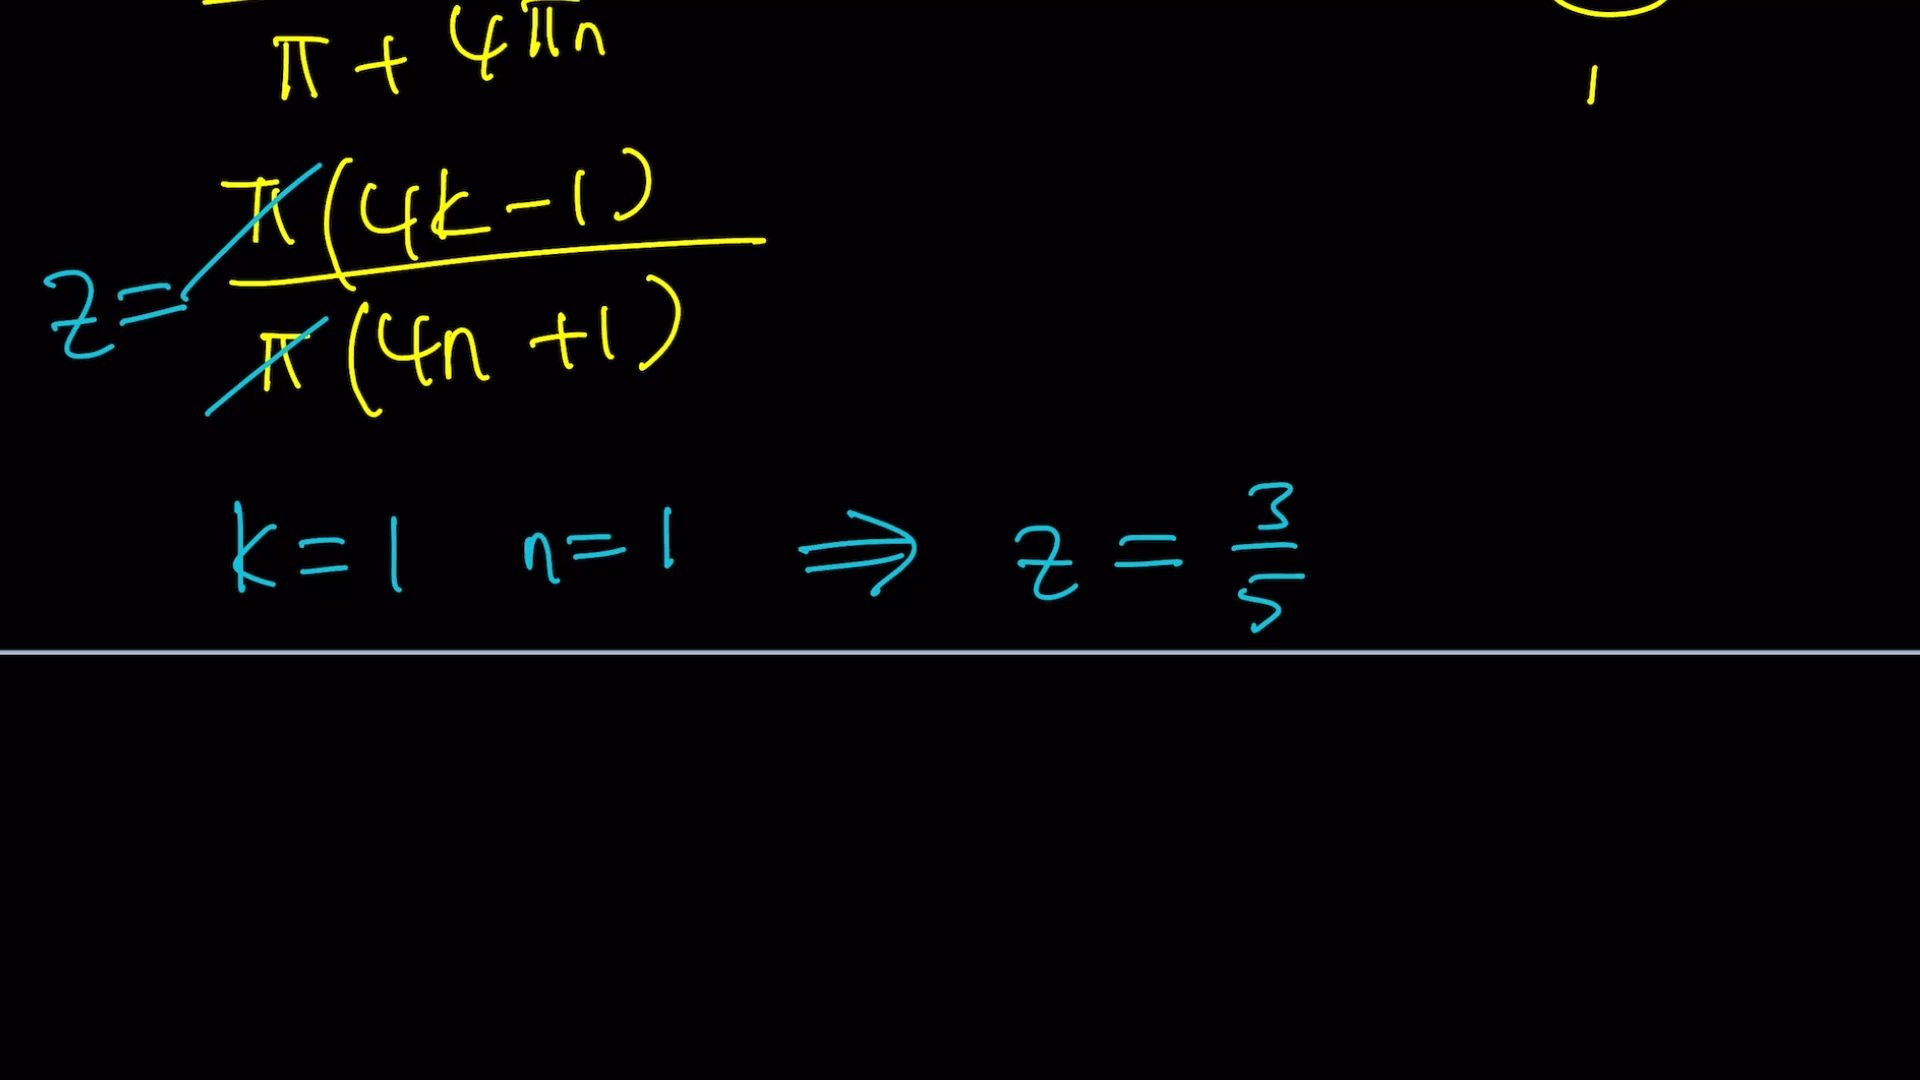 π + 4πn
1
z = π(4k - 1) / π(4n + 1)
k = 1 n = 1 ⇒ z = 3/5